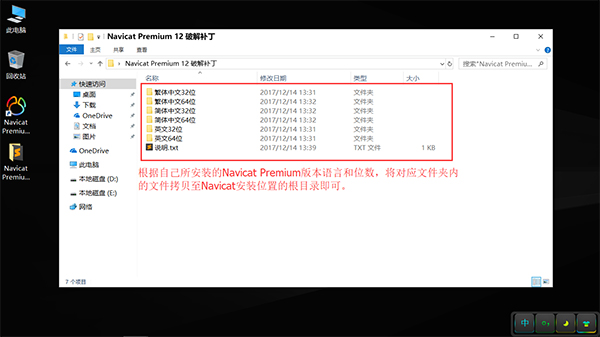 此电脑
回收站
Navicat
Premiu...
Navicat
Premiu...
Navicat Premium 12 破解补丁
文件
主页
共享
查看
Navicat Premium 12 破解补丁
搜索"Navicat Premiu...
快速访问
桌面
下载
OneDrive
文档
图片
OneDrive
此电脑
本地磁盘 (D:)
本地磁盘 (E:)
网络
名称 修改日期 类型 大小
繁体中文32位 2017/12/14 13:31 文件夹
繁体中文64位 2017/12/14 13:32 文件夹
简体中文32位 2017/12/14 13:32 文件夹
简体中文64位 2017/12/14 13:32 文件夹
英文32位 2017/12/14 13:31 文件夹
英文64位 2017/12/14 13:31 文件夹
说明.txt 2017/12/14 13:39 TXT 文件 1 KB
根据自己所安装的Navicat Premium版本语言和位数，将对应文件夹内
的文件拷贝至Navicat安装位置的根目录即可。
7 个项目
中